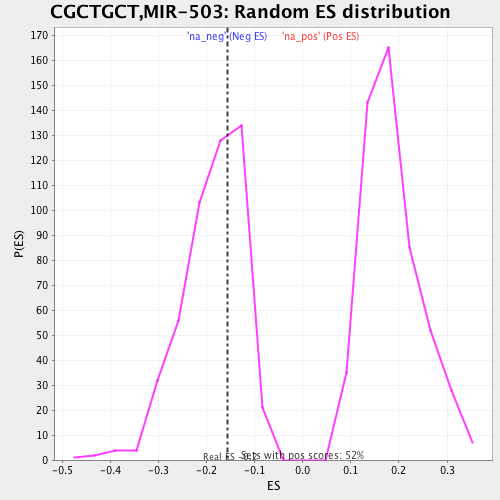 CGCTGCT,MIR-503: Random ES distribution
'na_neg' (Neg ES) 'na_pos' (Pos ES)
170
160
150
140
130
120
110
100
90
80
70
60
50
40
30
20
10
0
P(ES)
Real ES -0.2
Sets with pos scores: 52%
-0.5 -0.4 -0.3 -0.2 -0.1 0.0 0.1 0.2 0.3
ES